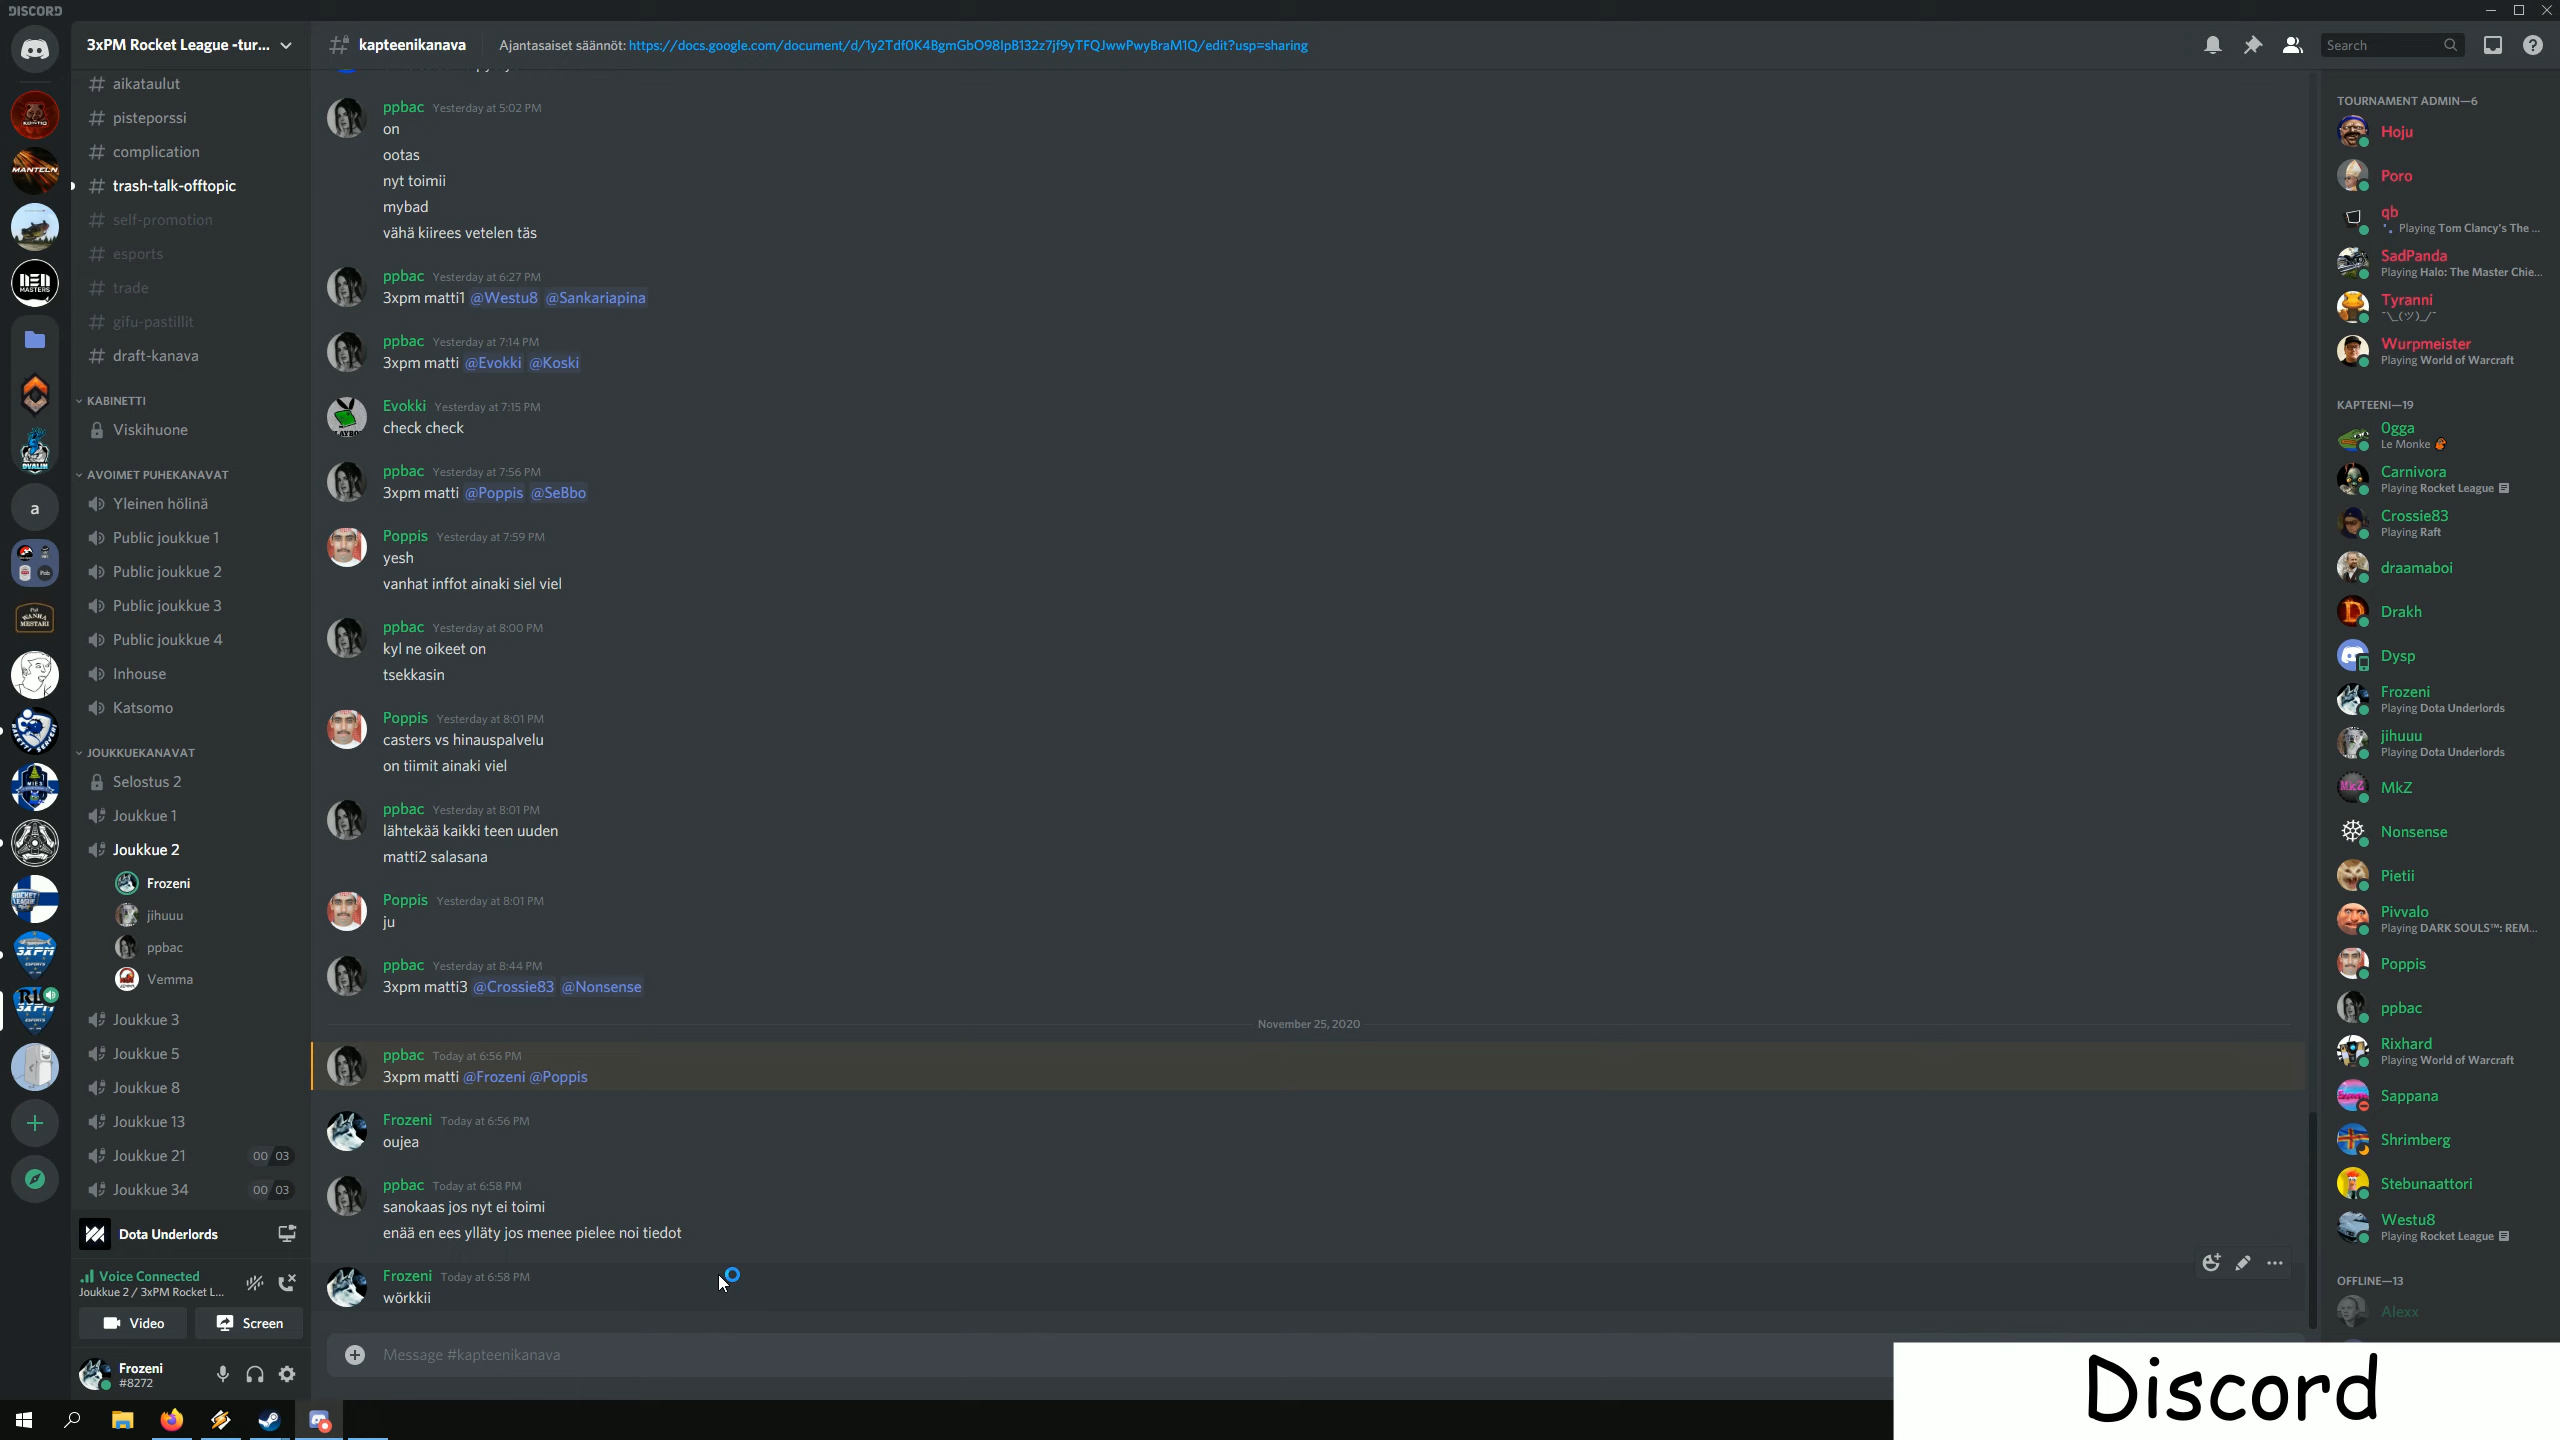 DISCORD
3xPM Rocket League -tur...
kapteenikanava
Ajantasaiset säännöt: https://docs.google.com/document/d/1y2Tdf0K4BgmGbO98IpB132z7jf9yTFQJwwPwyBraM1Q/edit?usp=sharing
Search
aikataulut
pisteporssi
complication
trash-talk-offtopic
self-promotion
esports
trade
gifu-pastillit
draft-kanava
KABINETTI
Viskihuone
AVOIMET PUHEKANAVAT
Yleinen hölinä
Public joukkue 1
Public joukkue 2
Public joukkue 3
Public joukkue 4
Inhouse
Katsomo
JOUKKUEKANAVAT
Selostus 2
Joukkue 1
Joukkue 2
Frozeni
jihuuu
ppbac
Vemma
Joukkue 3
Joukkue 5
Joukkue 8
Joukkue 13
Joukkue 21 00 03
Joukkue 34 00 03
Dota Underlords
Voice Connected
Joukkue 2 / 3xPM Rocket L...
Video
Screen
Frozeni
#8272
MANTELN
MASTERS
DVALIN
a
WANHA
MESTARI
3XPM
RL
3XPM
ppbac Yesterday at 5:02 PM
on
ootas
nyt toimii
mybad
vähä kiirees vetelen täs
ppbac Yesterday at 6:27 PM
3xpm matti1 @Westu8 @Sankariapina
ppbac Yesterday at 7:14 PM
3xpm matti @Evokki @Koski
Evokki Yesterday at 7:15 PM
check check
ppbac Yesterday at 7:56 PM
3xpm matti @Poppis @SeBbo
Poppis Yesterday at 7:59 PM
yesh
vanhat inffot ainaki siel viel
ppbac Yesterday at 8:00 PM
kyl ne oikeet on
tsekkasin
Poppis Yesterday at 8:01 PM
casters vs hinauspalvelu
on tiimit ainaki viel
ppbac Yesterday at 8:01 PM
lähtekää kaikki teen uuden
matti2 salasana
Poppis Yesterday at 8:01 PM
ju
ppbac Yesterday at 8:44 PM
3xpm matti3 @Crossie83 @Nonsense
November 25, 2020
ppbac Today at 6:56 PM
3xpm matti @Frozeni @Poppis
Frozeni Today at 6:56 PM
oujea
ppbac Today at 6:58 PM
sanokaas jos nyt ei toimi
enää en ees ylläty jos menee pielee noi tiedot
Frozeni Today at 6:58 PM
wörkkii
Message #kapteenikanava
TOURNAMENT ADMIN—6
Hoju
Poro
qb
Playing Tom Clancy's The ...
SadPanda
Playing Halo: The Master Chie...
Tyranni
¯\_(ツ)_/¯
Wurpmeister
Playing World of Warcraft
KAPTEENI—19
0gga
Le Monke
Carnivora
Playing Rocket League
Crossie83
Playing Raft
draamaboi
Drakh
Dysp
Frozeni
Playing Dota Underlords
jihuuu
Playing Dota Underlords
MkZ
Nonsense
Pietii
Pivvalo
Playing DARK SOULS™: REM...
Poppis
ppbac
Rixhard
Playing World of Warcraft
Sappana
Shrimberg
Stebunaattori
Westu8
Playing Rocket League
OFFLINE—13
Alexx
Discord